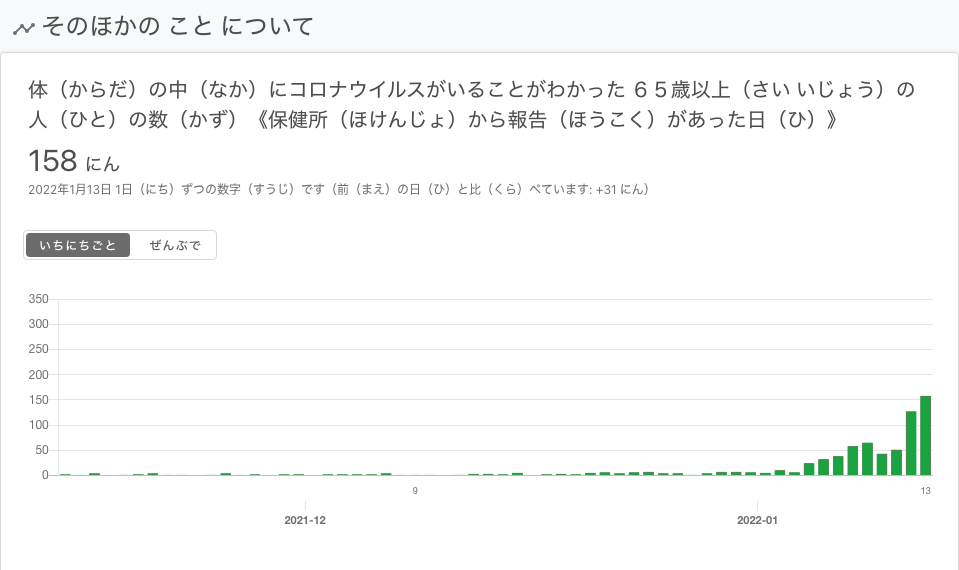 そのほかの こと について
体（からだ）の中（なか）にコロナウイルスがいることがわかった ６５歳以上（さい いじょう）の
人（ひと）の数（かず）《保健所（ほけんじょ）から報告（ほうこく）があった日（ひ）》
158 にん
2022年1月13日 1日（にち）ずつの数字（すうじ）です（前（まえ）の日（ひ）と比（くら）べています: +31 にん）
いちにちごと ぜんぶで
350
300
250
200
150
100
50
0
9 13
2021-12 2022-01